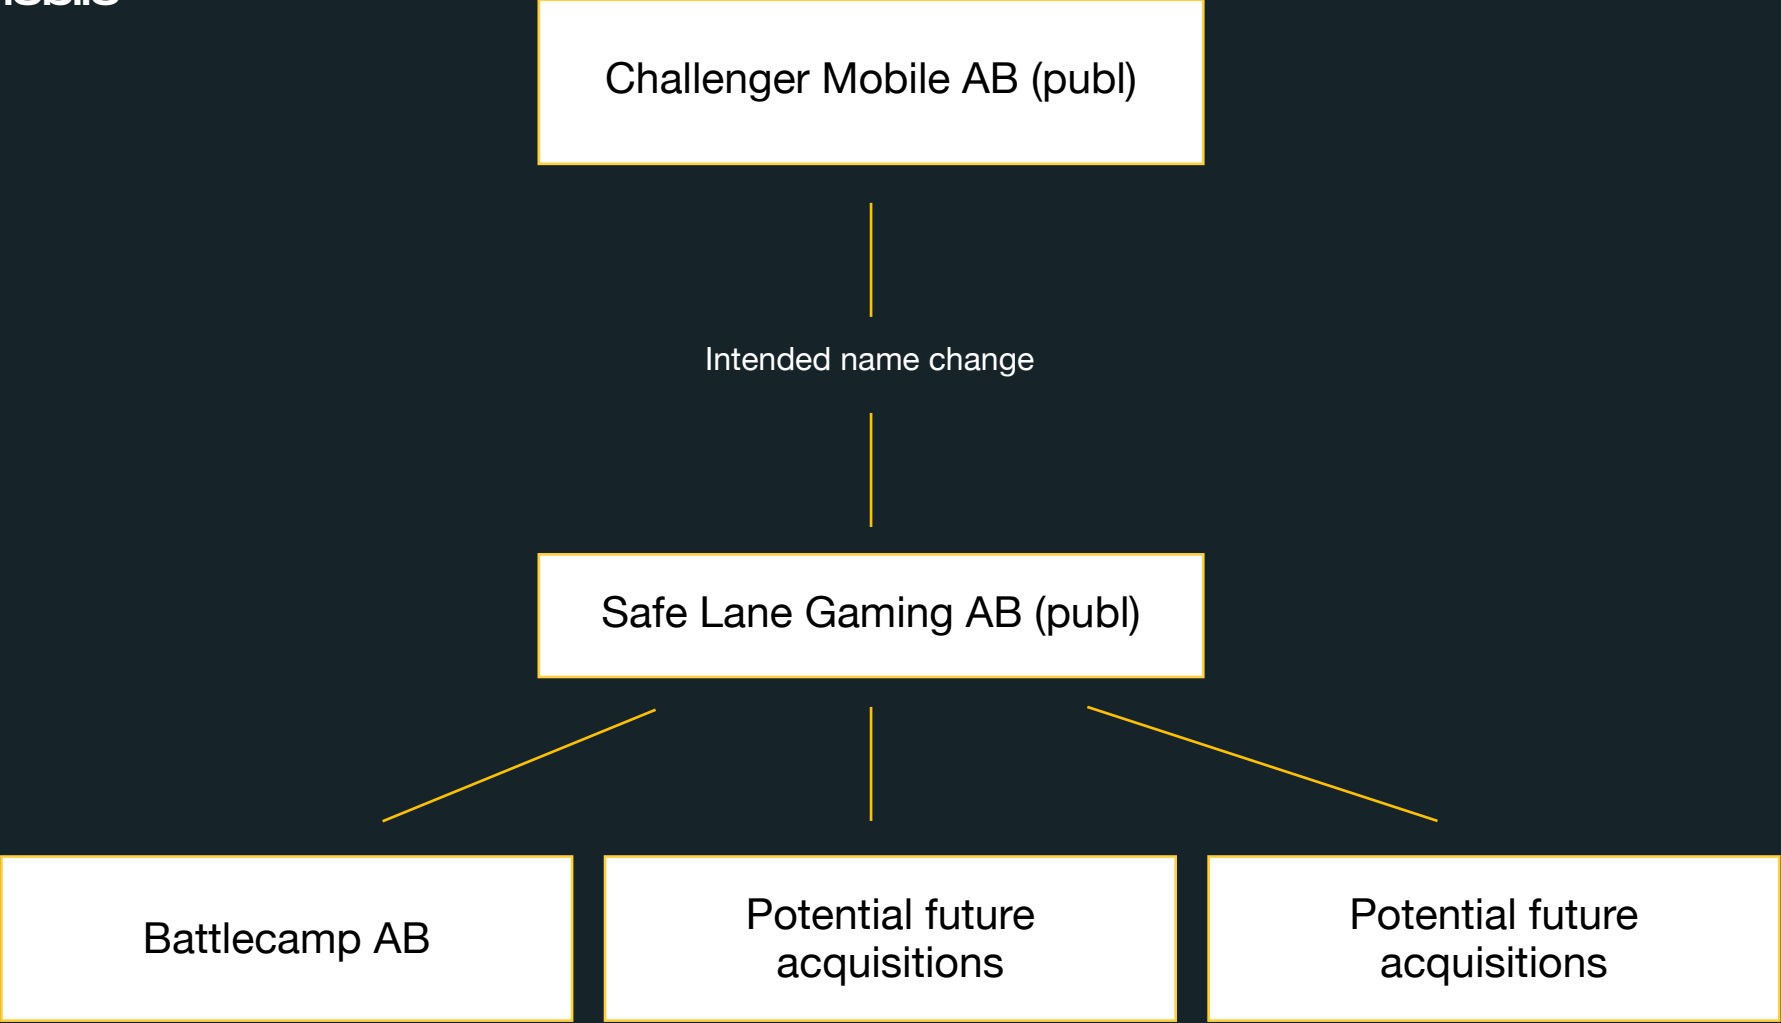 Challenger Mobile AB (publ)
Intended name change
Safe Lane Gaming AB (publ)
Battlecamp AB
Potential future
acquisitions
Potential future
acquisitions